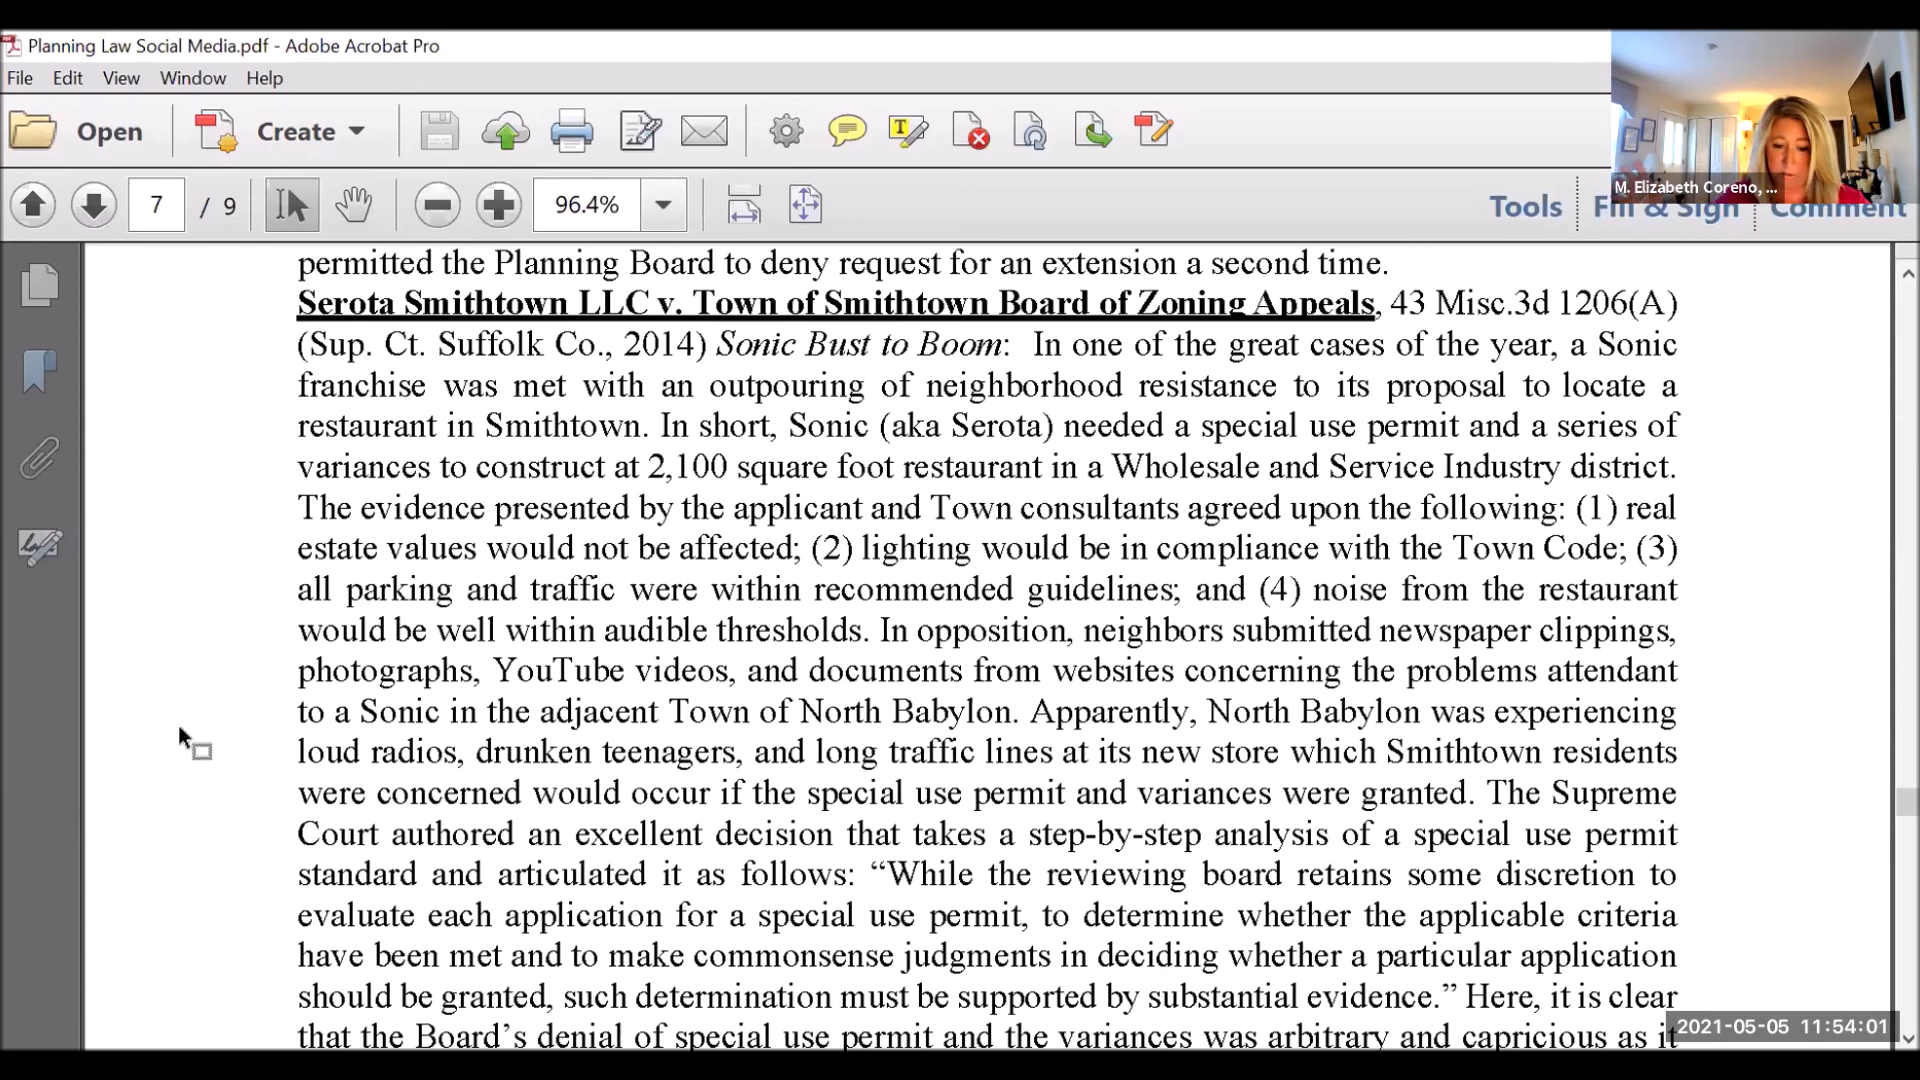 Planning Law Social Media.pdf - Adobe Acrobat Pro
File Edit View Window Help
Open Create
7 / 9 96.4% Tools Fill & Sign Comment
M. Elizabeth Coreno, ...
permitted the Planning Board to deny request for an extension a second time.
Serota Smithtown LLC v. Town of Smithtown Board of Zoning Appeals, 43 Misc.3d 1206(A)
(Sup. Ct. Suffolk Co., 2014) Sonic Bust to Boom: In one of the great cases of the year, a Sonic
franchise was met with an outpouring of neighborhood resistance to its proposal to locate a
restaurant in Smithtown. In short, Sonic (aka Serota) needed a special use permit and a series of
variances to construct at 2,100 square foot restaurant in a Wholesale and Service Industry district.
The evidence presented by the applicant and Town consultants agreed upon the following: (1) real
estate values would not be affected; (2) lighting would be in compliance with the Town Code; (3)
all parking and traffic were within recommended guidelines; and (4) noise from the restaurant
would be well within audible thresholds. In opposition, neighbors submitted newspaper clippings,
photographs, YouTube videos, and documents from websites concerning the problems attendant
to a Sonic in the adjacent Town of North Babylon. Apparently, North Babylon was experiencing
loud radios, drunken teenagers, and long traffic lines at its new store which Smithtown residents
were concerned would occur if the special use permit and variances were granted. The Supreme
Court authored an excellent decision that takes a step-by-step analysis of a special use permit
standard and articulated it as follows: “While the reviewing board retains some discretion to
evaluate each application for a special use permit, to determine whether the applicable criteria
have been met and to make commonsense judgments in deciding whether a particular application
should be granted, such determination must be supported by substantial evidence.” Here, it is clear
that the Board’s denial of special use permit and the variances was arbitrary and capricious as it
2021-05-05 11:54:01